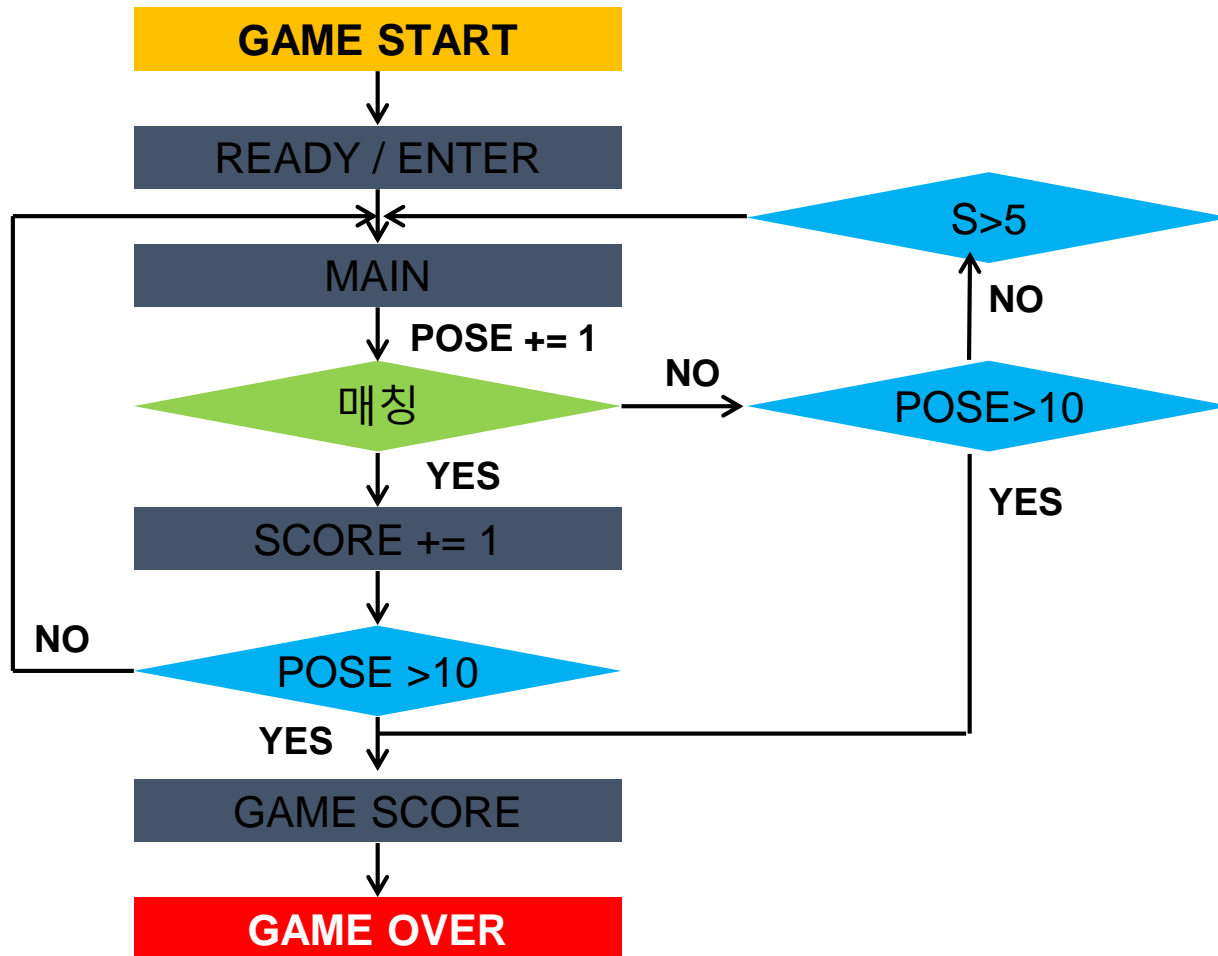 GAME START
READY / ENTER
S>5
MAIN
NO
POSE += 1
NO
매칭
POSE>10
YES
YES
SCORE += 1
NO
POSE >10
YES
GAME SCORE
GAME OVER